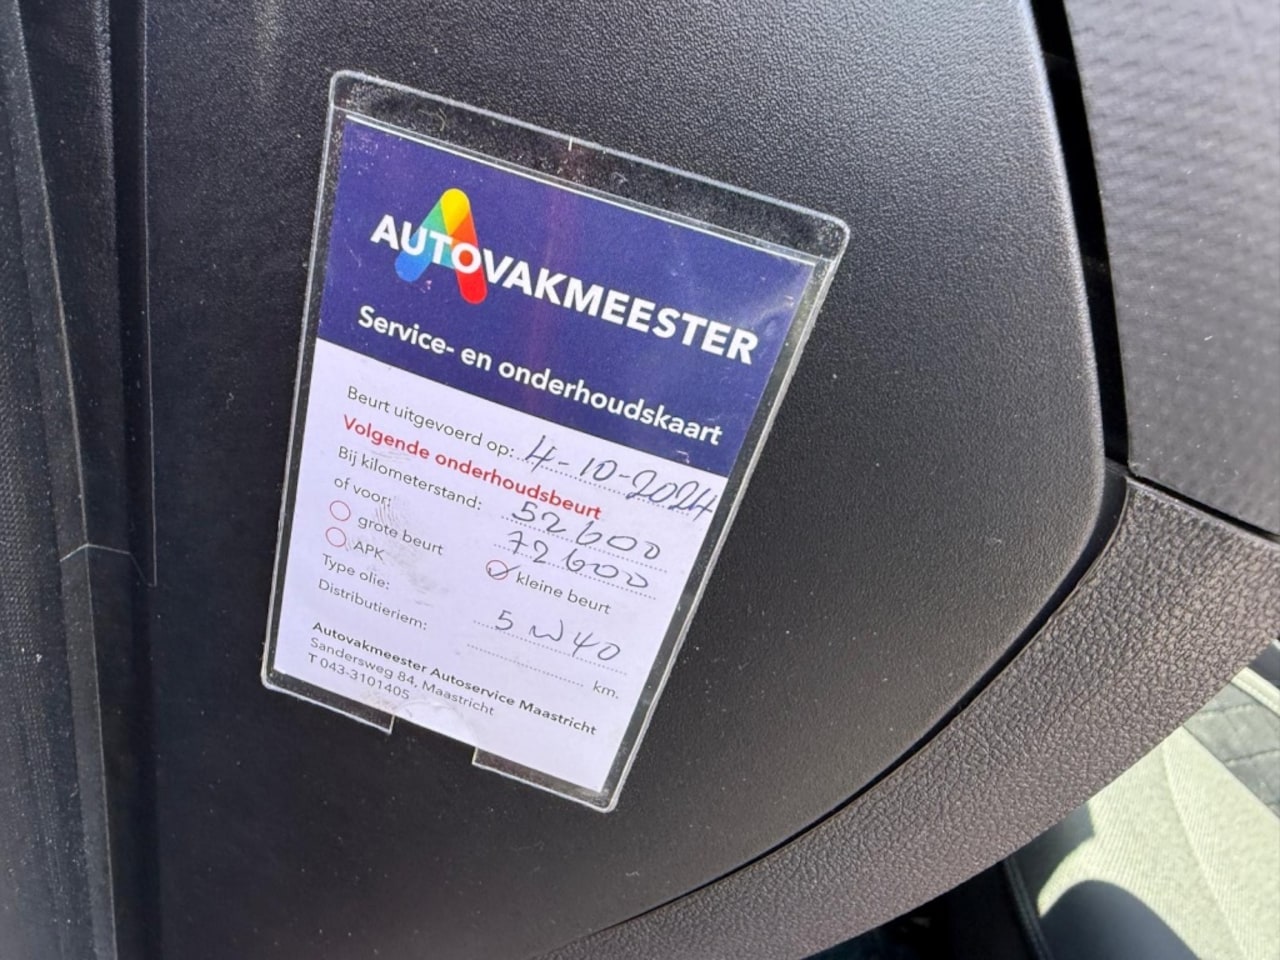 AUTOVAKMEESTER
Service- en onderhoudskaart
Beurt uitgevoerd op: 4-10-2024
Volgende onderhoudsbeurt
Bij kilometerstand: 52600
of voor: 72600
grote beurt
APK kleine beurt
Type olie: 5W40
Distributieriem: km.
Autovakmeester Autoservice Maastricht
Sandersweg 84, Maastricht
T 043-3101405